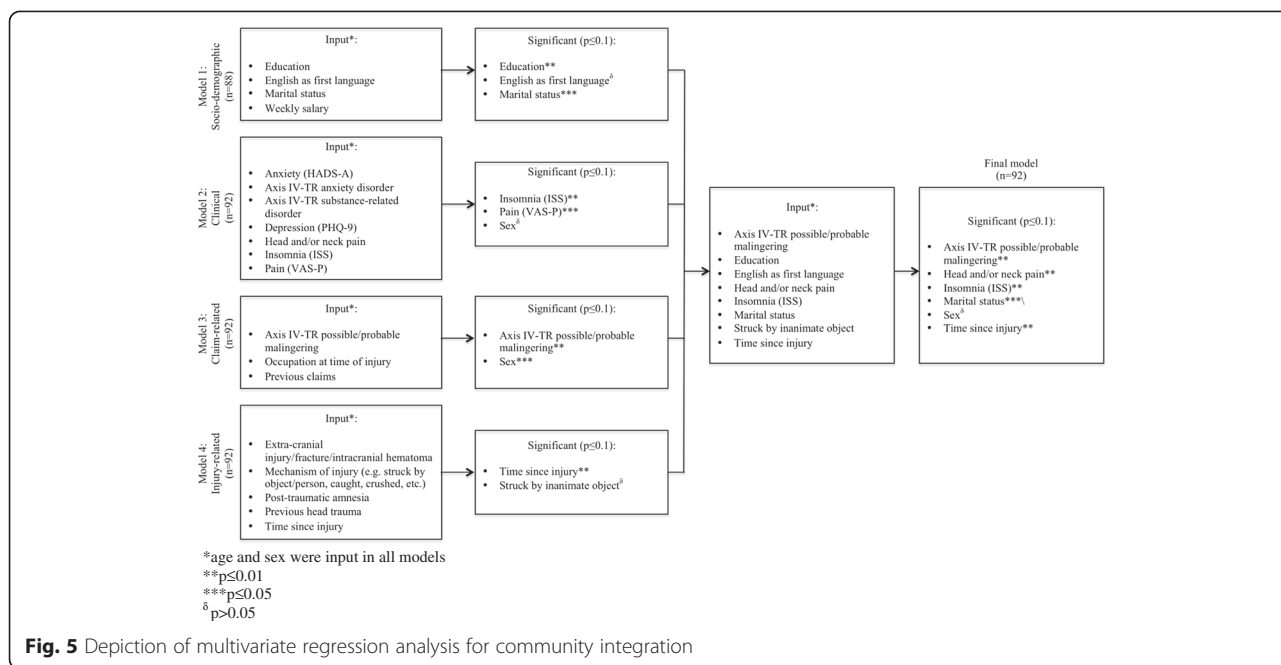 Model 1:
Socio-demographic
(n=88)
Input*:
• Education
• English as first language
• Marital status
• Weekly salary
Significant (p≤0.1):
• Education**
• English as first languageᵟ
• Marital status***
Model 2:
Clinical
(n=92)
Input*:
• Anxiety (HADS-A)
• Axis IV-TR anxiety disorder
• Axis IV-TR substance-related
disorder
• Depression (PHQ-9)
• Head and/or neck pain
• Insomnia (ISS)
• Pain (VAS-P)
Significant (p≤0.1):
• Insomnia (ISS)**
• Pain (VAS-P)***
• Sexᵟ
Model 3:
Claim-related
(n=92)
Input*:
• Axis IV-TR possible/probable
malingering
• Occupation at time of injury
• Previous claims
Significant (p≤0.1):
• Axis IV-TR possible/probable
malingering**
• Sex***
Model 4:
Injury-related
(n=92)
Input*:
• Extra-cranial
injury/fracture/intracranial hematoma
• Mechanism of injury (e.g. struck by
object/person, caught, crushed, etc.)
• Post-traumatic amnesia
• Previous head trauma
• Time since injury
Significant (p≤0.1):
• Time since injury**
• Struck by inanimate objectᵟ
Input*:
• Axis IV-TR possible/probable
malingering
• Education
• English as first language
• Head and/or neck pain
• Insomnia (ISS)
• Marital status
• Struck by inanimate object
• Time since injury
Final model
(n=92)
Significant (p≤0.1):
• Axis IV-TR possible/probable
malingering**
• Head and/or neck pain**
• Insomnia (ISS)**
• Marital status***\
• Sexᵟ
• Time since injury**
*age and sex were input in all models
**p≤0.01
***p≤0.05
ᵟ p>0.05
Fig. 5 Depiction of multivariate regression analysis for community integration